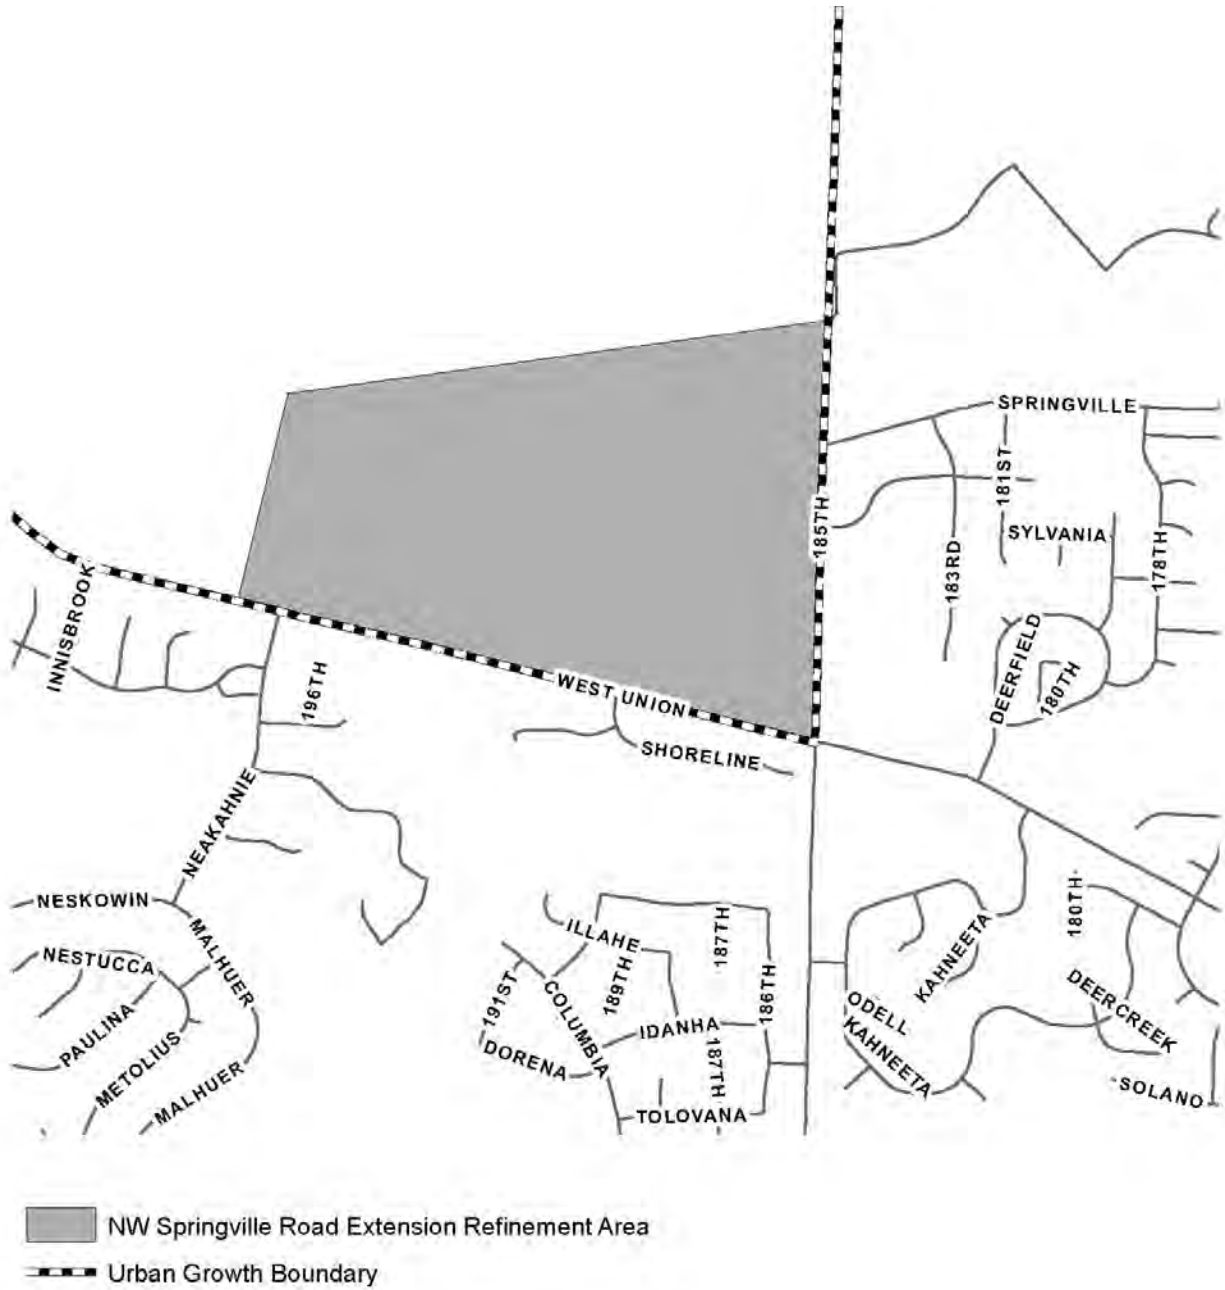 SPRINGVILLE
181ST
185TH
SYLVANIA
183RD
178TH
INNISBROOK
DEERFIELD
180TH
196TH
WEST UNION
SHORELINE
NEAKAHNIE
NESKOWIN
180TH
MALHUER
ILLAHE
187TH
KAHNEETA
NESTUCCA
189TH
186TH
191ST
COLUMBIA
ODELL
DEERCREEK
PAULINA
IDANHA
KAHNEETA
METOLIUS
DORENA
187TH
MALHUER
TOLOVANA
SOLANO
NW Springville Road Extension Refinement Area
Urban Growth Boundary